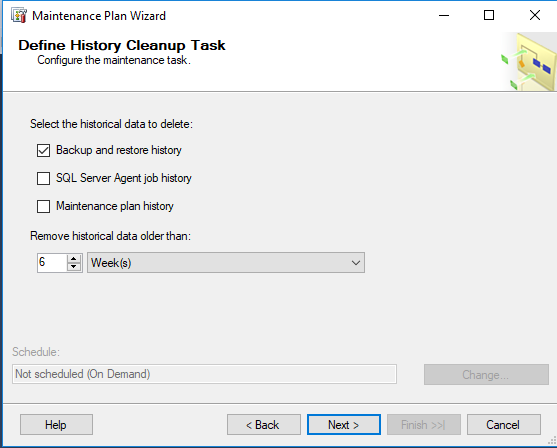 Maintenance Plan Wizard
Define History Cleanup Task
Configure the maintenance task.
Select the historical data to delete:
Backup and restore history
SQL Server Agent job history
Maintenance plan history
Remove historical data older than:
6 Week(s)
Schedule:
Not scheduled (On Demand) Change...
Help < Back Next > Finish >>| Cancel